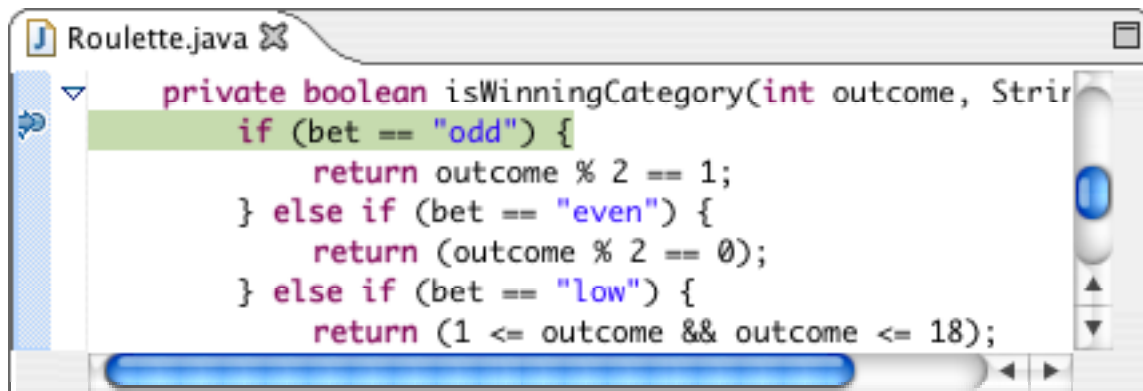 Roulette.java
private boolean isWinningCategory(int outcome, Strin
if (bet == "odd") {
return outcome % 2 == 1;
} else if (bet == "even") {
return (outcome % 2 == 0);
} else if (bet == "low") {
return (1 <= outcome && outcome <= 18);